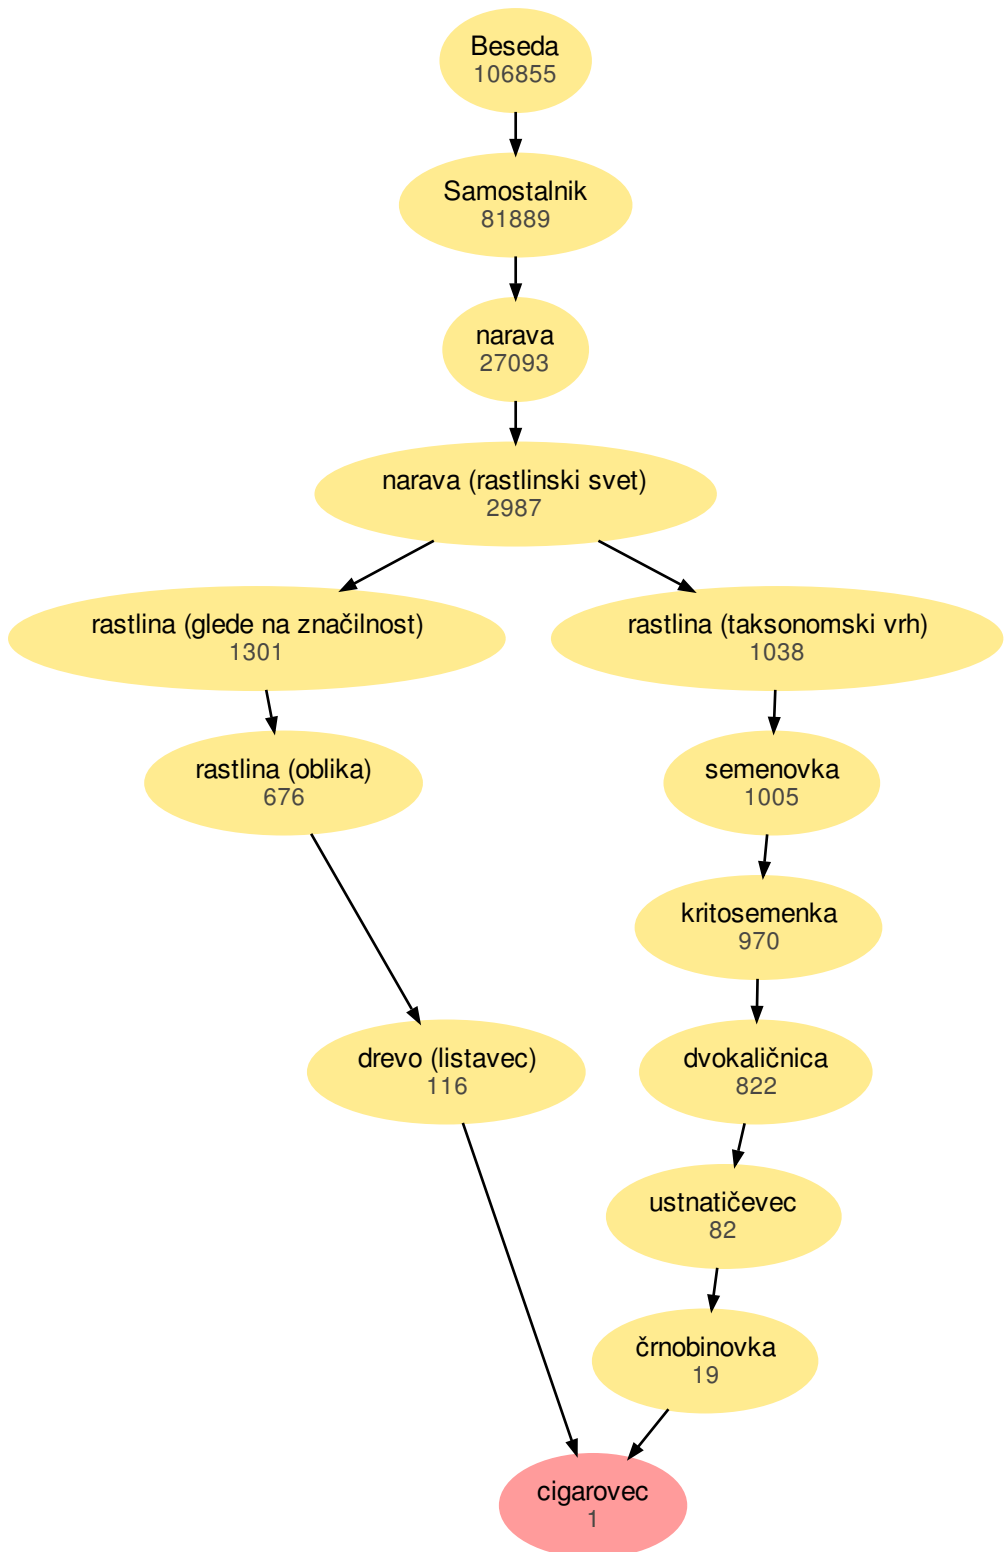 Beseda
106855
Samostalnik
81889
narava
27093
narava (rastlinski svet)
2987
rastlina (glede na značilnost)
1301
rastlina (taksonomski vrh)
1038
rastlina (oblika)
676
semenovka
1005
kritosemenka
970
drevo (listavec)
116
dvokaličnica
822
ustnatičevec
82
črnobinovka
19
cigarovec
1